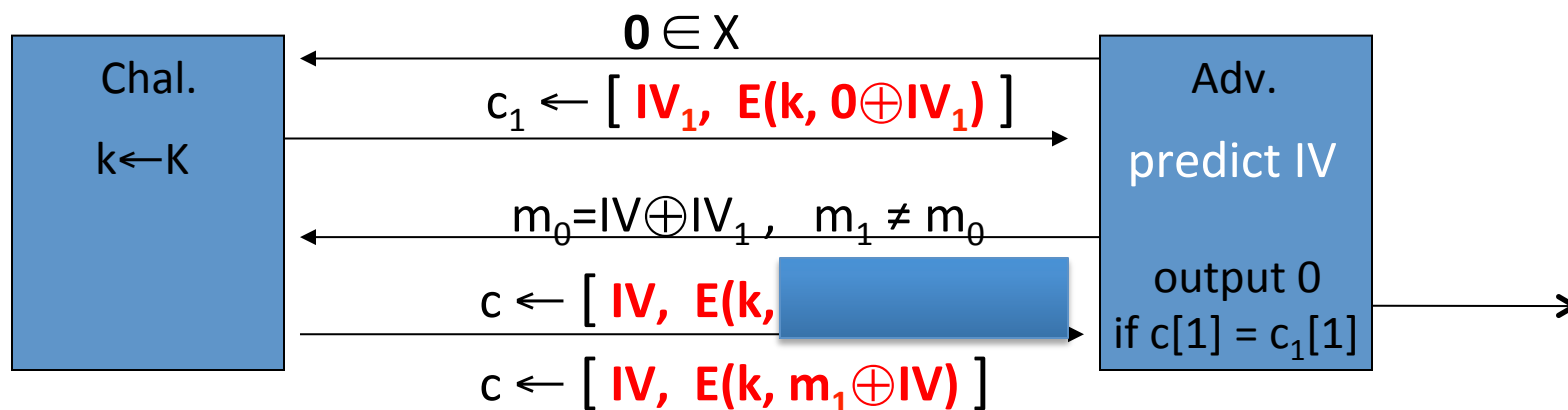 0 ∈ X
Chal.
k←K
c₁ ← [ IV₁, E(k, 0⊕IV₁) ]
Adv.
predict IV
m₀=IV⊕IV₁ , m₁ ≠ m₀
c ← [ IV, E(k,
output 0
if c[1] = c₁[1]
c ← [ IV, E(k, m₁⊕IV) ]